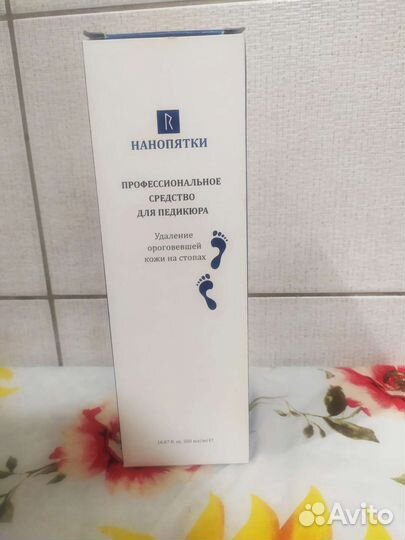 НАНОПЯТКИ
ПРОФЕССИОНАЛЬНОЕ
СРЕДСТВО
ДЛЯ ПЕДИКЮРА
Удаление
ороговевшей
кожи на стопах
Avito